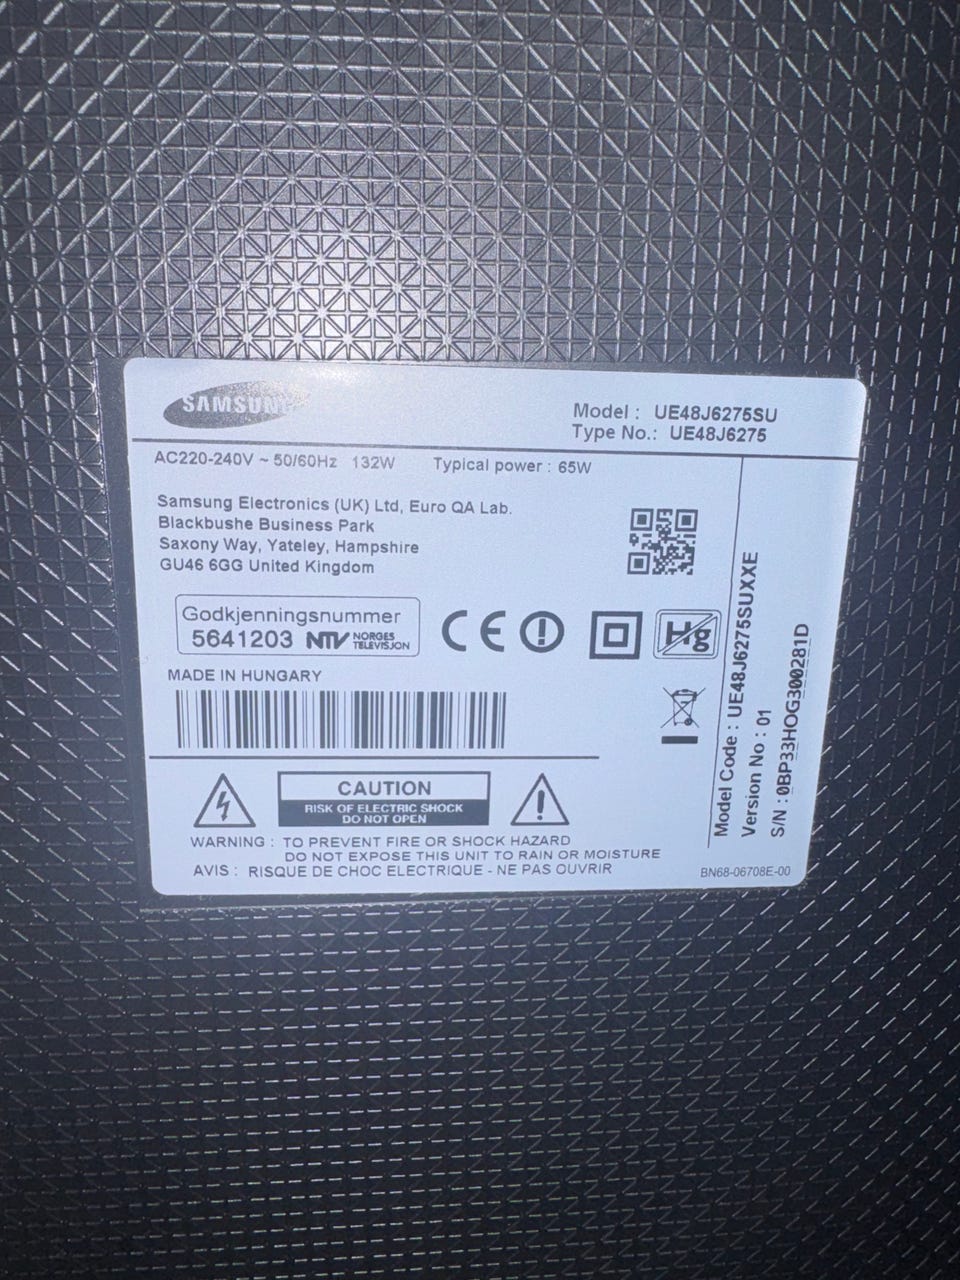 SAMSUNG
Model : UE48J6275SU
Type No.: UE48J6275
AC220-240V ~ 50/60Hz 132W Typical power : 65W
Samsung Electronics (UK) Ltd, Euro QA Lab.
Blackbushe Business Park
Saxony Way, Yateley, Hampshire
GU46 6GG United Kingdom
Godkjenningsnummer
5641203 NTV NORGES TELEVISJON
CE
Hg
MADE IN HUNGARY
CAUTION
RISK OF ELECTRIC SHOCK
DO NOT OPEN
WARNING : TO PREVENT FIRE OR SHOCK HAZARD
DO NOT EXPOSE THIS UNIT TO RAIN OR MOISTURE
AVIS : RISQUE DE CHOC ELECTRIQUE - NE PAS OUVRIR
Model Code : UE48J6275SUXXE
Version No : 01
S/N : 0BP33HOG300281D
BN68-06708E-00